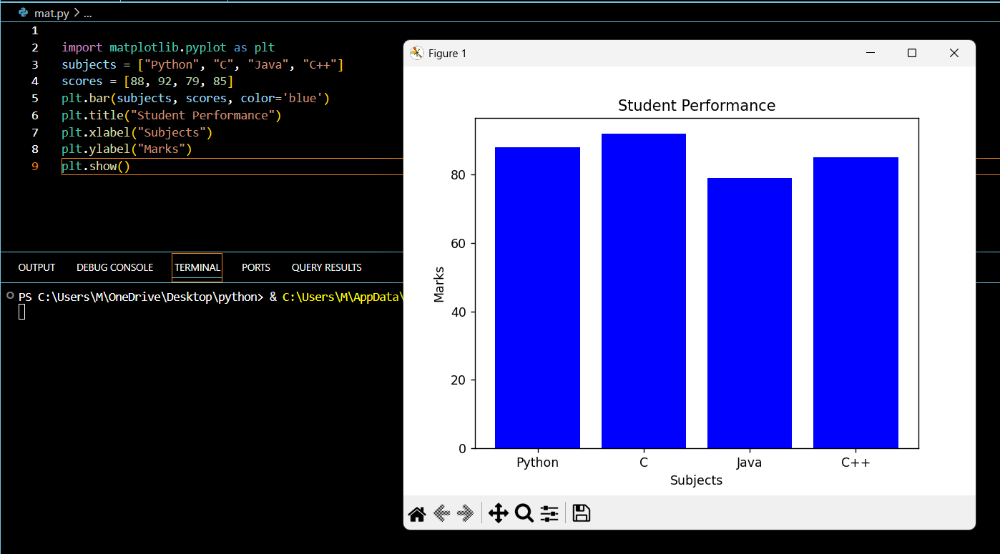 mat.py > ...
1
2 import matplotlib.pyplot as plt
3 subjects = ["Python", "C", "Java", "C++"]
4 scores = [88, 92, 79, 85]
5 plt.bar(subjects, scores, color='blue')
6 plt.title("Student Performance")
7 plt.xlabel("Subjects")
8 plt.ylabel("Marks")
9 plt.show()
OUTPUT DEBUG CONSOLE TERMINAL PORTS QUERY RESULTS
PS C:\Users\M\OneDrive\Desktop\python> & C:\Users\M\AppData\
Figure 1
Student Performance
80
60
40
20
0
Marks
Python C Java C++
Subjects